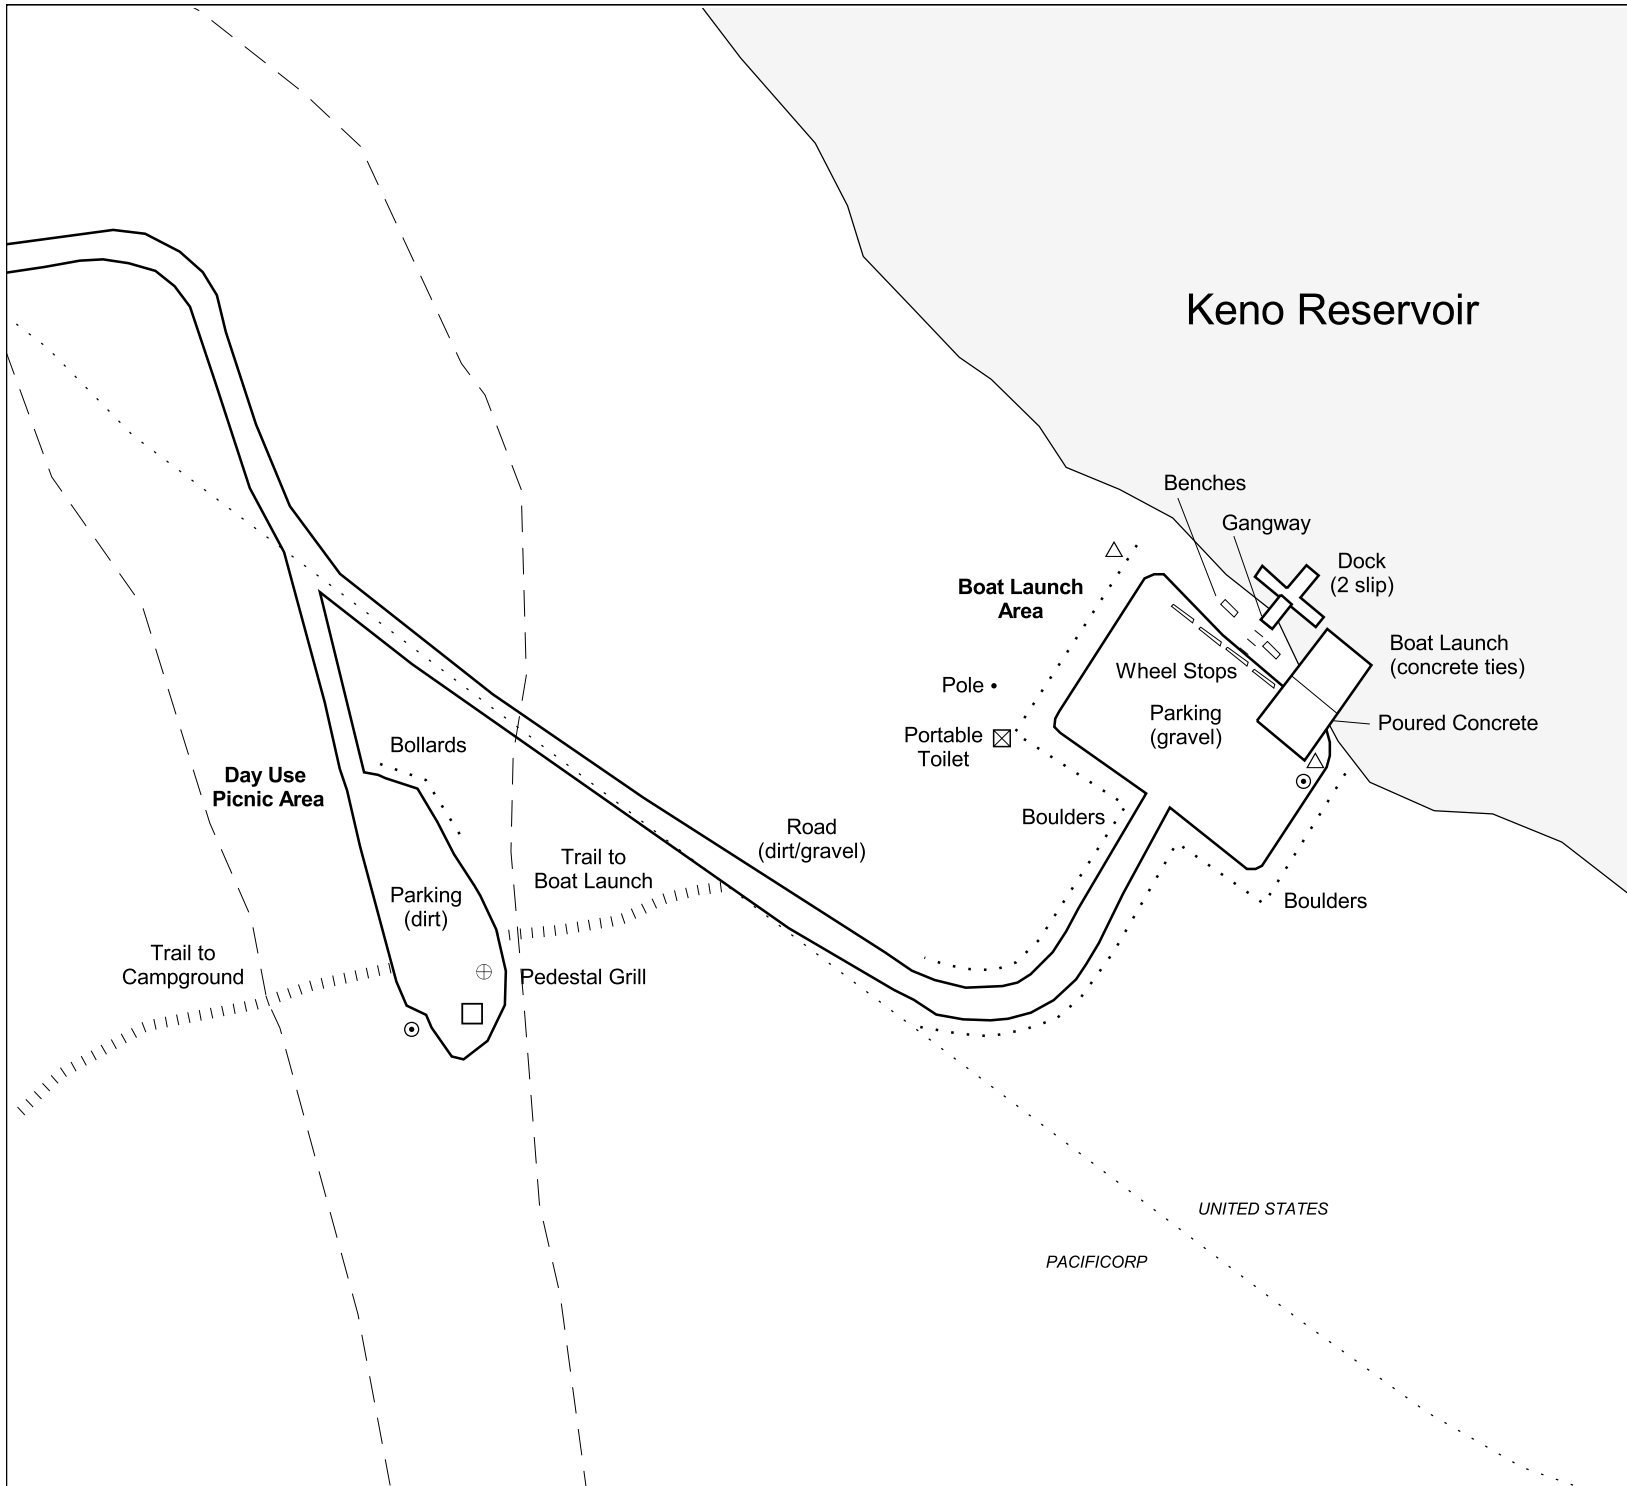 Keno Reservoir
Benches
Gangway
Dock
(2 slip)
Boat Launch
Area
Boat Launch
(concrete ties)
Wheel Stops
Pole
Parking
(gravel)
Poured Concrete
Portable
Toilet
Bollards
Day Use
Picnic Area
Boulders
Road
(dirt/gravel)
Trail to
Boat Launch
Parking
(dirt)
Boulders
Trail to
Campground
Pedestal Grill
UNITED STATES
PACIFICORP